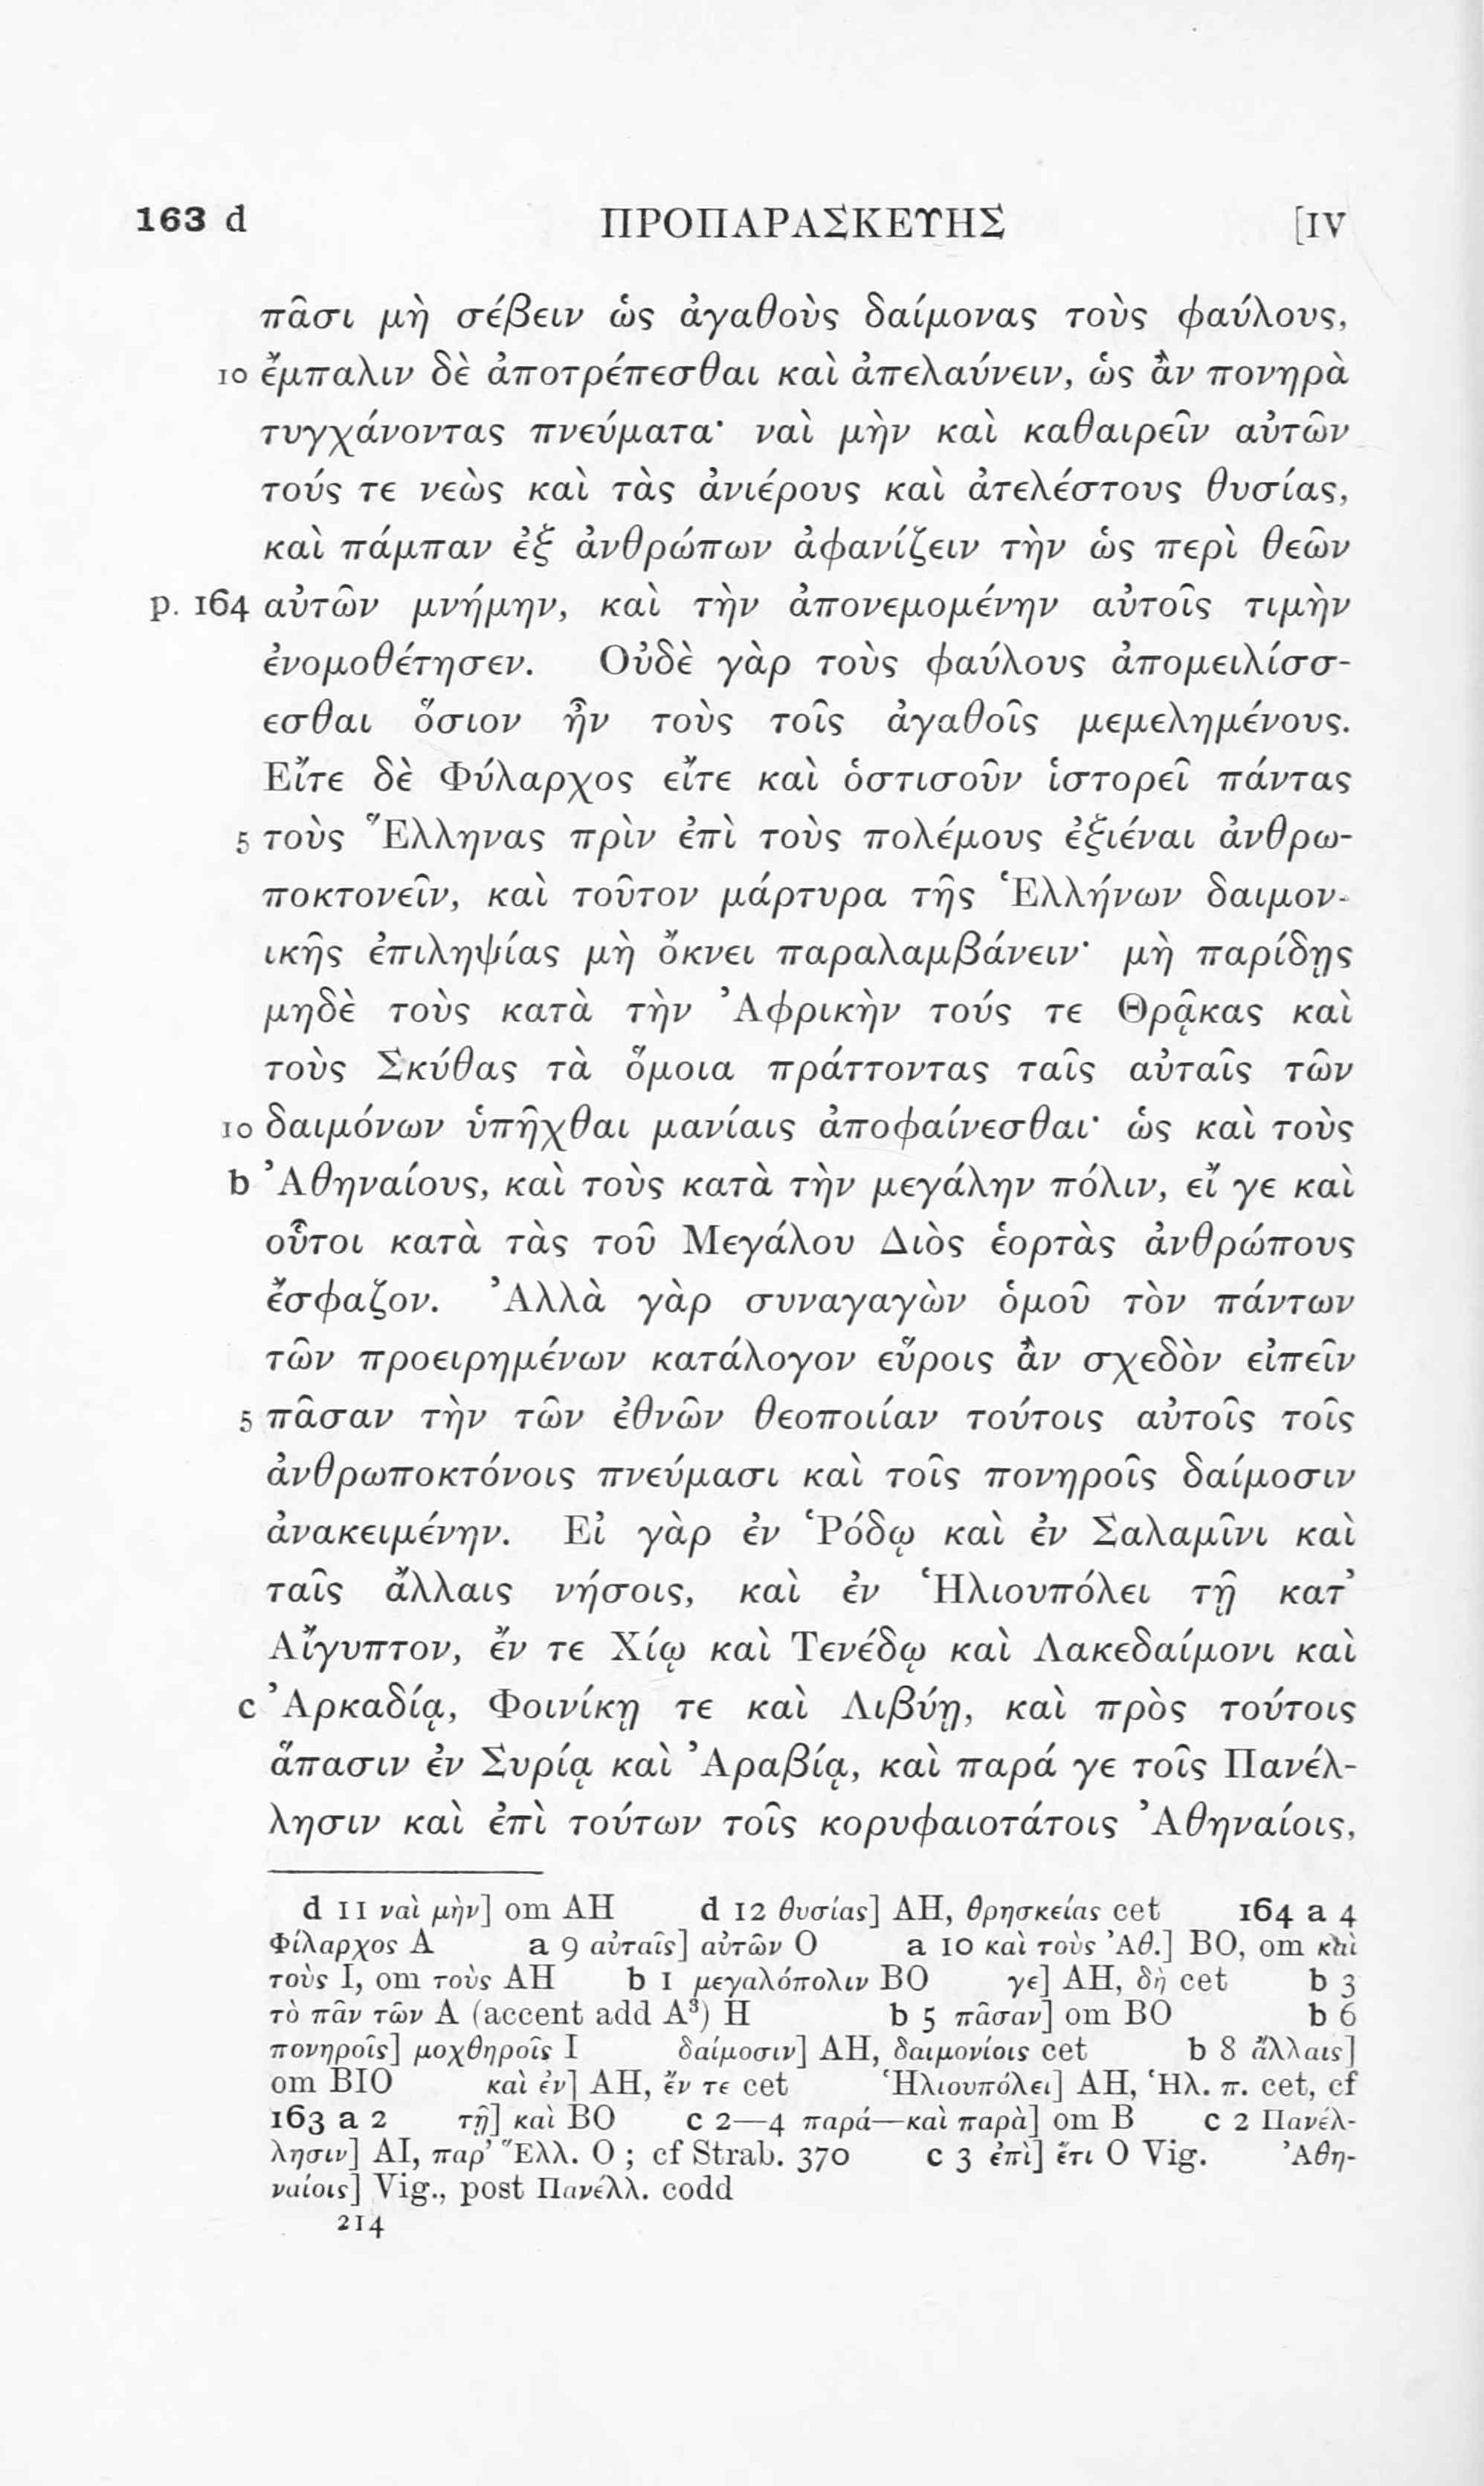 163 d ΠΡΟΠΑΡΑΣΚΕΥΗΣ [IV
πᾶσι μὴ σέβειν ὡς ἀγαθοὺς δαίμονας τοὺς φαύλους,
10 ἔμπαλιν δὲ ἀποτρέπεσθαι καὶ ἀπελαύνειν, ὡς ἂν πονηρὰ
τυγχάνοντας πνεύματα· ναὶ μὴν καὶ καθαιρεῖν αὐτῶν
τούς τε νεὼς καὶ τὰς ἀνιέρους καὶ ἀτελέστους θυσίας,
καὶ πάμπαν ἐξ ἀνθρώπων ἀφανίζειν τὴν ὡς περὶ θεῶν
p. 164 αὐτῶν μνήμην, καὶ τὴν ἀπονεμομένην αὐτοῖς τιμὴν
ἐνομοθέτησεν. Οὐδὲ γὰρ τοὺς φαύλους ἀπομειλίσσ-
εσθαι ὅσιον ἦν τοὺς τοῖς ἀγαθοῖς μεμελημένους.
Εἴτε δὲ Φύλαρχος εἴτε καὶ ὁστισοῦν ἱστορεῖ πάντας
5 τοὺς Ἕλληνας πρὶν ἐπὶ τοὺς πολέμους ἐξιέναι ἀνθρω-
ποκτονεῖν, καὶ τοῦτον μάρτυρα τῆς Ἑλλήνων δαιμον-
ικῆς ἐπιληψίας μὴ ὄκνει παραλαμβάνειν· μὴ παρίδῃς
μηδὲ τοὺς κατὰ τὴν Ἀφρικὴν τούς τε Θρᾷκας καὶ
τοὺς Σκύθας τὰ ὅμοια πράττοντας ταῖς αὐταῖς τῶν
10 δαιμόνων ὑπῆχθαι μανίαις ἀποφαίνεσθαι· ὡς καὶ τοὺς
b Ἀθηναίους, καὶ τοὺς κατὰ τὴν μεγάλην πόλιν, εἴ γε καὶ
οὗτοι κατὰ τὰς τοῦ Μεγάλου Διὸς ἑορτὰς ἀνθρώπους
ἔσφαζον. Ἀλλὰ γὰρ συναγαγὼν ὁμοῦ τὸν πάντων
τῶν προειρημένων κατάλογον εὕροις ἂν σχεδὸν εἰπεῖν
5 πᾶσαν τὴν τῶν ἐθνῶν θεοποιίαν τούτοις αὐτοῖς τοῖς
ἀνθρωποκτόνοις πνεύμασι καὶ τοῖς πονηροῖς δαίμοσιν
ἀνακειμένην. Εἰ γὰρ ἐν Ῥόδῳ καὶ ἐν Σαλαμῖνι καὶ
ταῖς ἄλλαις νήσοις, καὶ ἐν Ἡλιουπόλει τῇ κατ’
Αἴγυπτον, ἔν τε Χίῳ καὶ Τενέδῳ καὶ Λακεδαίμονι καὶ
c Ἀρκαδίᾳ, Φοινίκῃ τε καὶ Λιβύῃ, καὶ πρὸς τούτοις
ἅπασιν ἐν Συρίᾳ καὶ Ἀραβίᾳ, καὶ παρά γε τοῖς Πανέλ-
λησιν καὶ ἐπὶ τούτων τοῖς κορυφαιοτάτοις Ἀθηναίοις,
d 11 ναὶ μὴν] om AH d 12 θυσίας] AH, θρησκείας cet 164 a 4
Φίλαρχος A a 9 αὐταῖς] αὐτῶν O a 10 καὶ τοὺς Ἀθ.] BO, om καὶ
τοὺς I, om τοὺς AH b 1 μεγαλόπολιν BO γε] AH, δὴ cet b 3
τὸ πᾶν τῶν A (accent add A³) H b 5 πᾶσαν] om BO b 6
πονηροῖς] μοχθηροῖς I δαίμοσιν] AH, δαιμονίοις cet b 8 ἄλλαις]
om BIO καὶ ἐν] AH, ἔν τε cet Ἡλιουπόλει] AH, Ἡλ. π. cet, cf
163 a 2 τῇ] καὶ BO c 2—4 παρά—καὶ παρὰ] om B c 2 Πανέλ-
λησιν] AI, παρ’ Ἕλλ. O ; cf Strab. 370 c 3 ἐπὶ] ἔτι O Vig. Ἀθη-
ναίοις] Vig., post Πανέλλ. codd
214